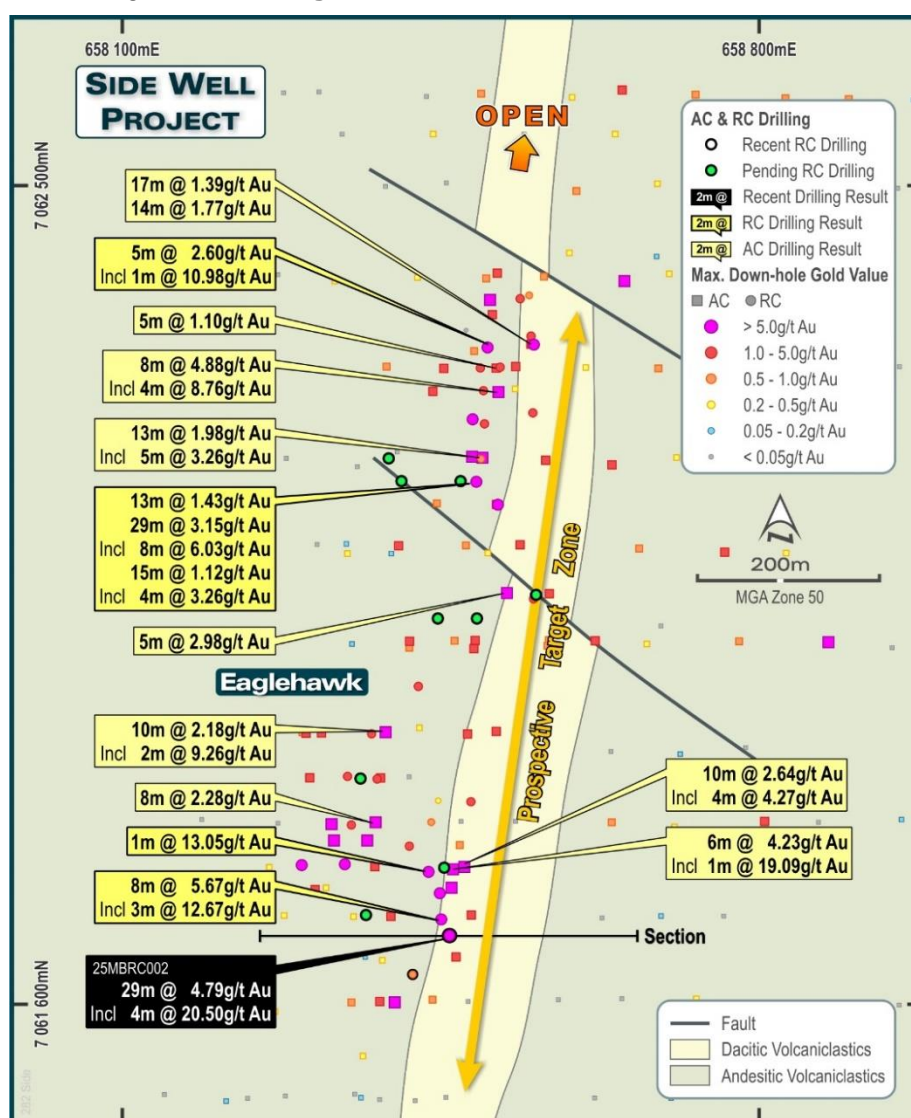 658 100mE
658 800mE
SIDE WELL
PROJECT
OPEN
7 062 500mN
AC & RC Drilling
Recent RC Drilling
Pending RC Drilling
2m @ Recent Drilling Result
2m @ RC Drilling Result
2m @ AC Drilling Result
Max. Down-hole Gold Value
AC RC
> 5.0g/t Au
1.0 - 5.0g/t Au
0.5 - 1.0g/t Au
0.2 - 0.5g/t Au
0.05 - 0.2g/t Au
< 0.05g/t Au
N
200m
MGA Zone 50
17m @ 1.39g/t Au
14m @ 1.77g/t Au
5m @ 2.60g/t Au
Incl 1m @ 10.98g/t Au
5m @ 1.10g/t Au
8m @ 4.88g/t Au
Incl 4m @ 8.76g/t Au
13m @ 1.98g/t Au
Incl 5m @ 3.26g/t Au
13m @ 1.43g/t Au
29m @ 3.15g/t Au
Incl 8m @ 6.03g/t Au
15m @ 1.12g/t Au
Incl 4m @ 3.26g/t Au
5m @ 2.98g/t Au
Prospective Target Zone
Eaglehawk
10m @ 2.18g/t Au
Incl 2m @ 9.26g/t Au
8m @ 2.28g/t Au
1m @ 13.05g/t Au
8m @ 5.67g/t Au
Incl 3m @ 12.67g/t Au
10m @ 2.64g/t Au
Incl 4m @ 4.27g/t Au
6m @ 4.23g/t Au
Incl 1m @ 19.09g/t Au
Section
25MBRC002
29m @ 4.79g/t Au
Incl 4m @ 20.50g/t Au
7 061 600mN
Fault
Dacitic Volcaniclastics
Andesitic Volcaniclastics
282 Side